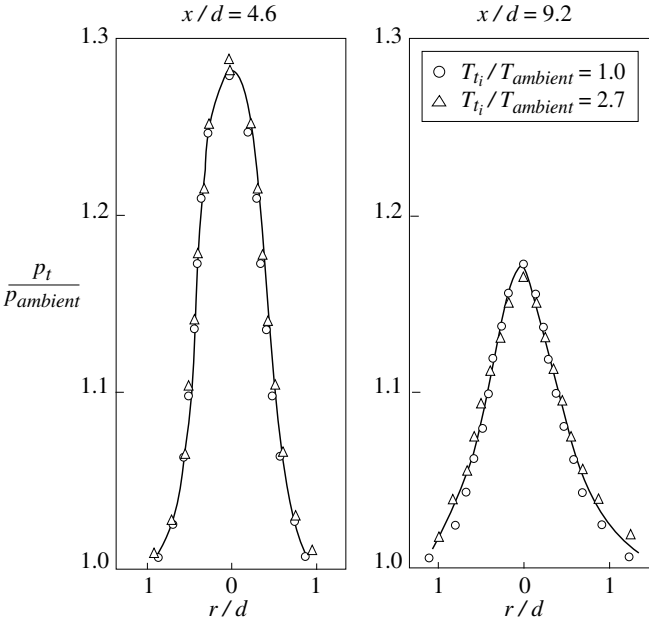 x/d = 4.6
x/d = 9.2
1.3
1.2
1.1
1.0
p_t
p_ambient
1 0 1
r/d
1.3
1.2
1.1
1.0
○ T_{t_i}/T_{ambient} = 1.0
△ T_{t_i}/T_{ambient} = 2.7
1 0 1
r/d